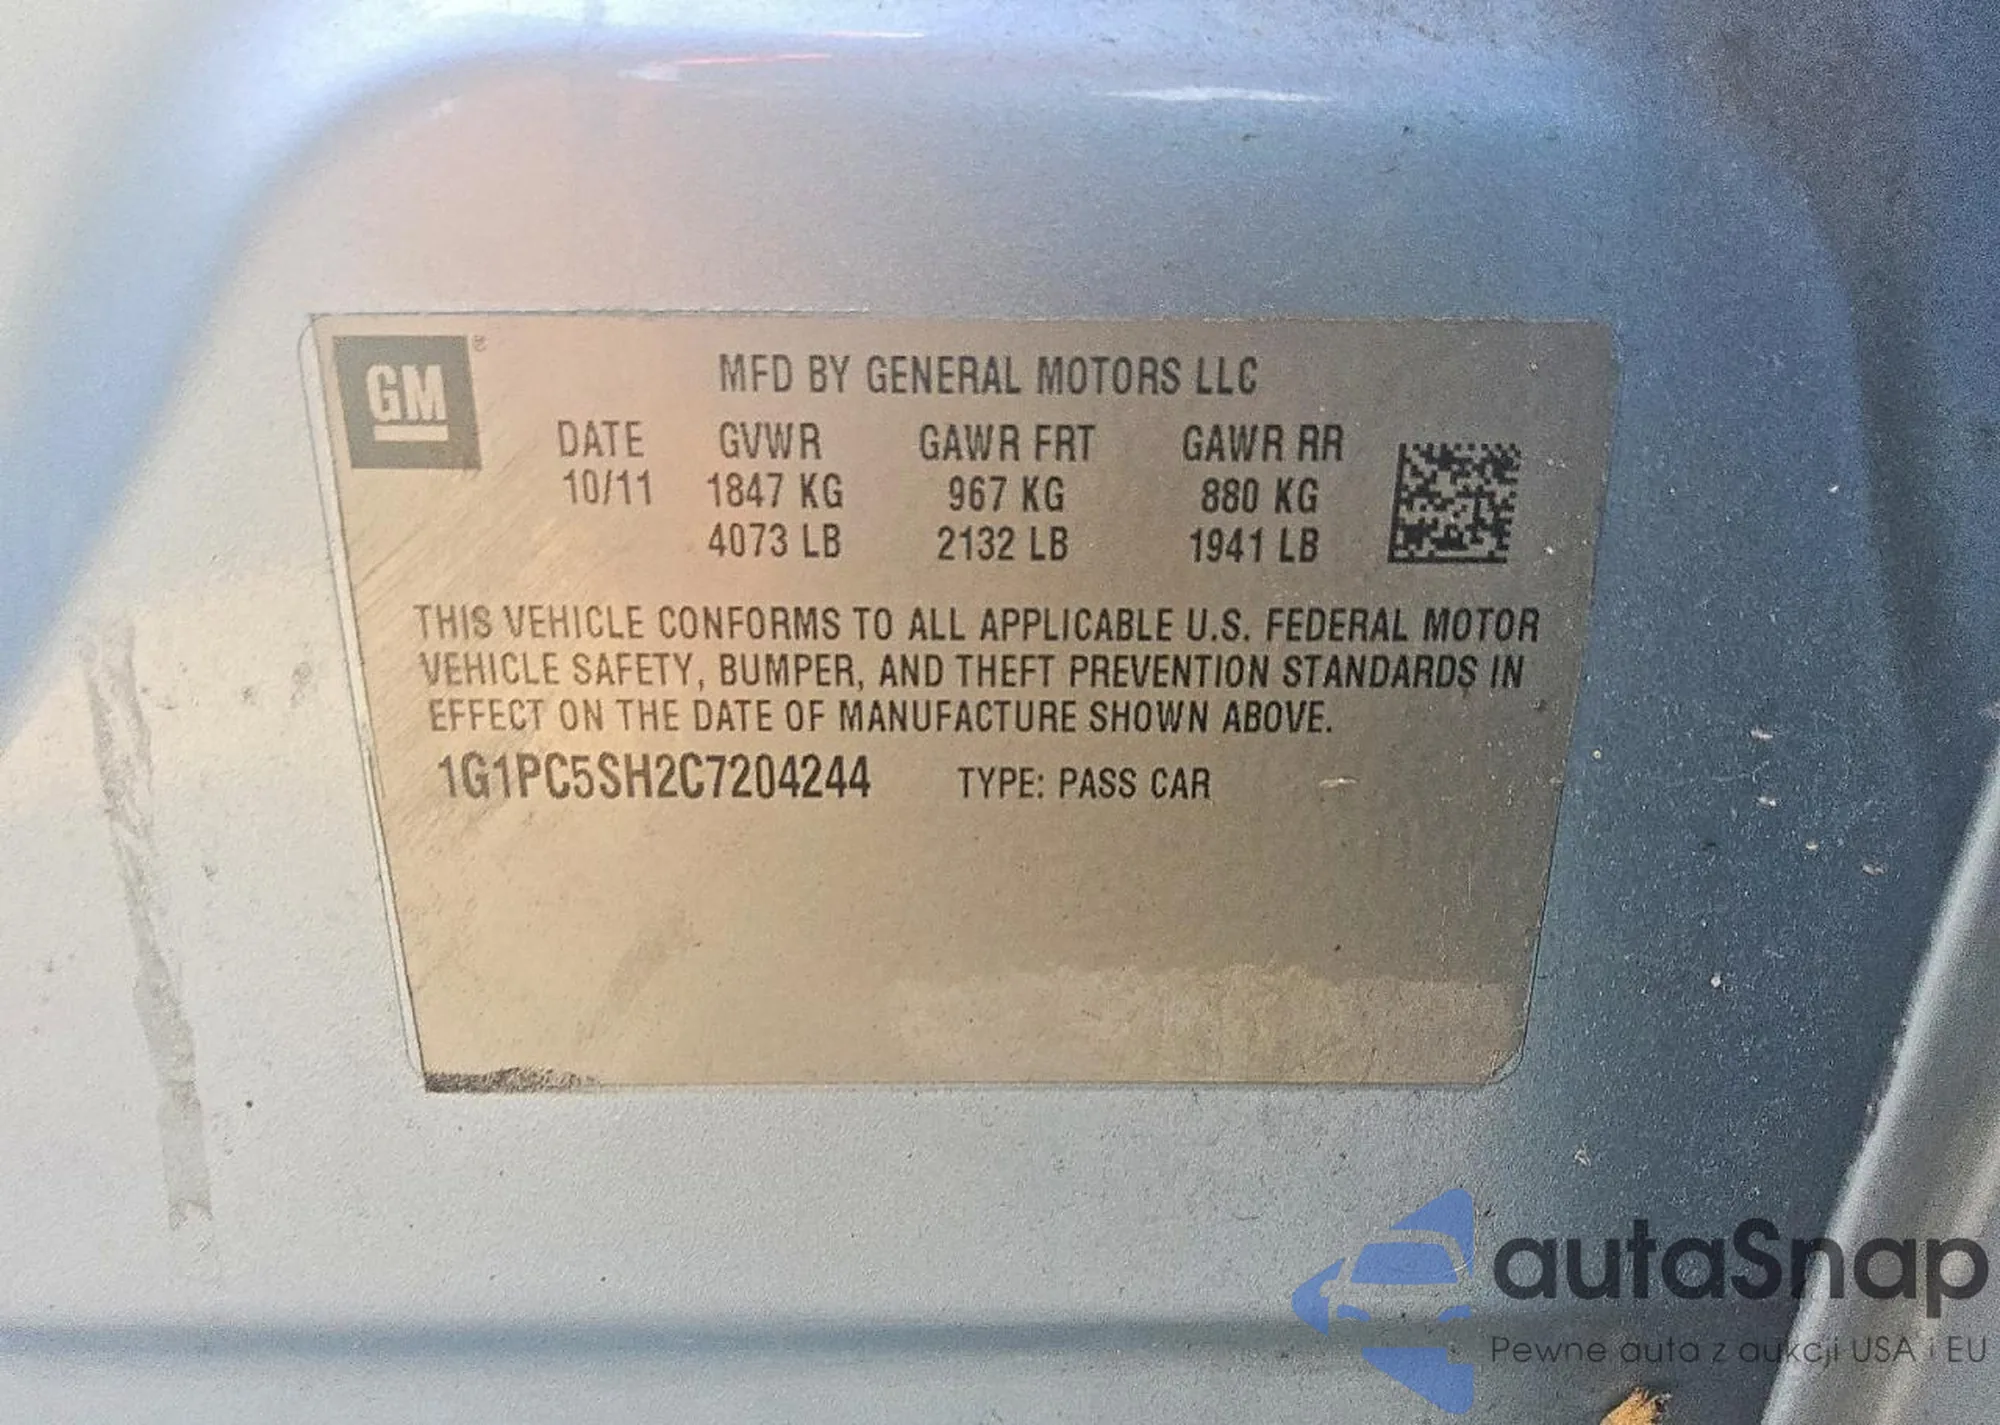 GM ®
MFD BY GENERAL MOTORS LLC
DATE GVWR GAWR FRT GAWR RR
10/11 1847 KG 967 KG 880 KG
4073 LB 2132 LB 1941 LB
THIS VEHICLE CONFORMS TO ALL APPLICABLE U.S. FEDERAL MOTOR
VEHICLE SAFETY, BUMPER, AND THEFT PREVENTION STANDARDS IN
EFFECT ON THE DATE OF MANUFACTURE SHOWN ABOVE.
1G1PC5SH2C7204244 TYPE: PASS CAR
autaSnap
Pewne auta z aukcji USA i EU